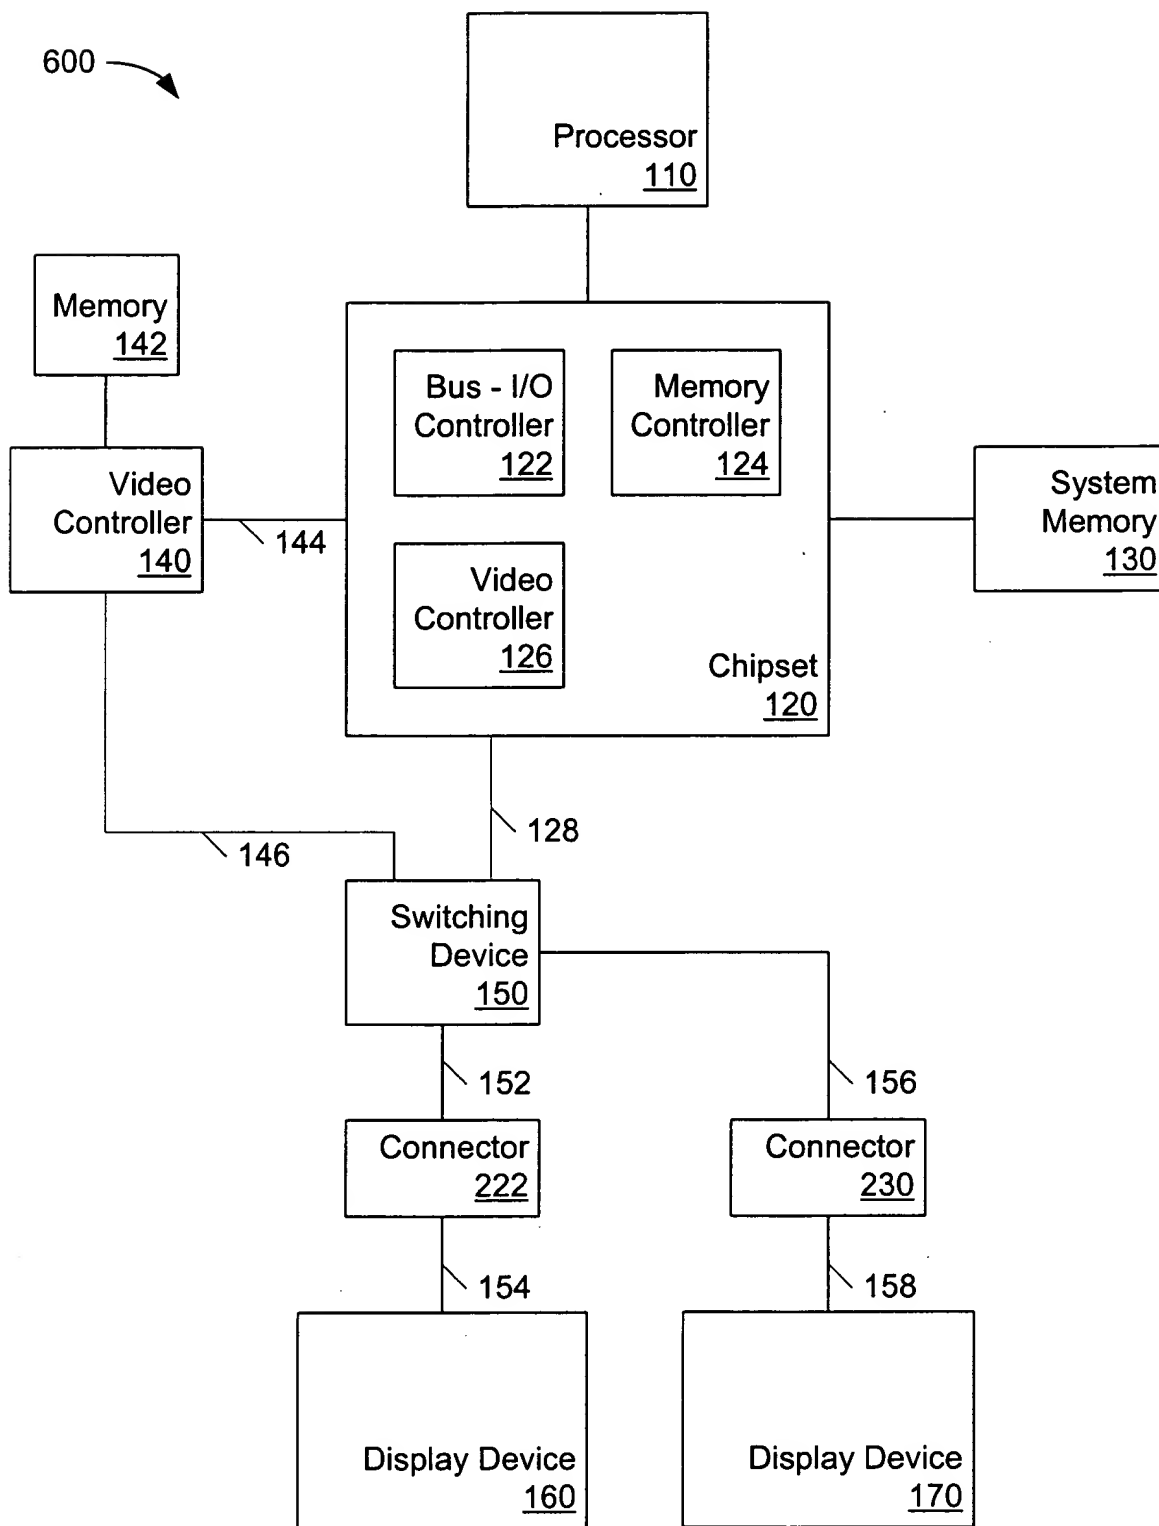 600
Processor
110
Memory
142
Bus - I/O
Controller
122
Memory
Controller
124
Video
Controller
140
144
System
Memory
130
Video
Controller
126
Chipset
120
128
146
Switching
Device
150
152
156
Connector
222
Connector
230
154
158
Display Device
160
Display Device
170